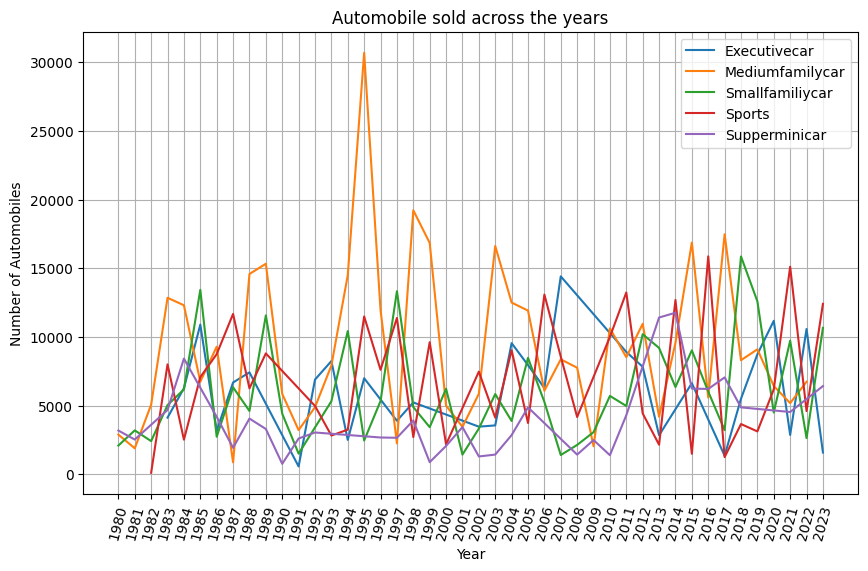 Automobile sold across the years
Executivecar
Mediumfamilycar
Smallfamiliycar
Sports
Supperminicar
Number of Automobiles
30000
25000
20000
15000
10000
5000
0
1980 1981 1982 1983 1984 1985 1986 1987 1988 1989 1990 1991 1992 1993 1994 1995 1996 1997 1998 1999 2000 2001 2002 2003 2004 2005 2006 2007 2008 2009 2010 2011 2012 2013 2014 2015 2016 2017 2018 2019 2020 2021 2022 2023
Year